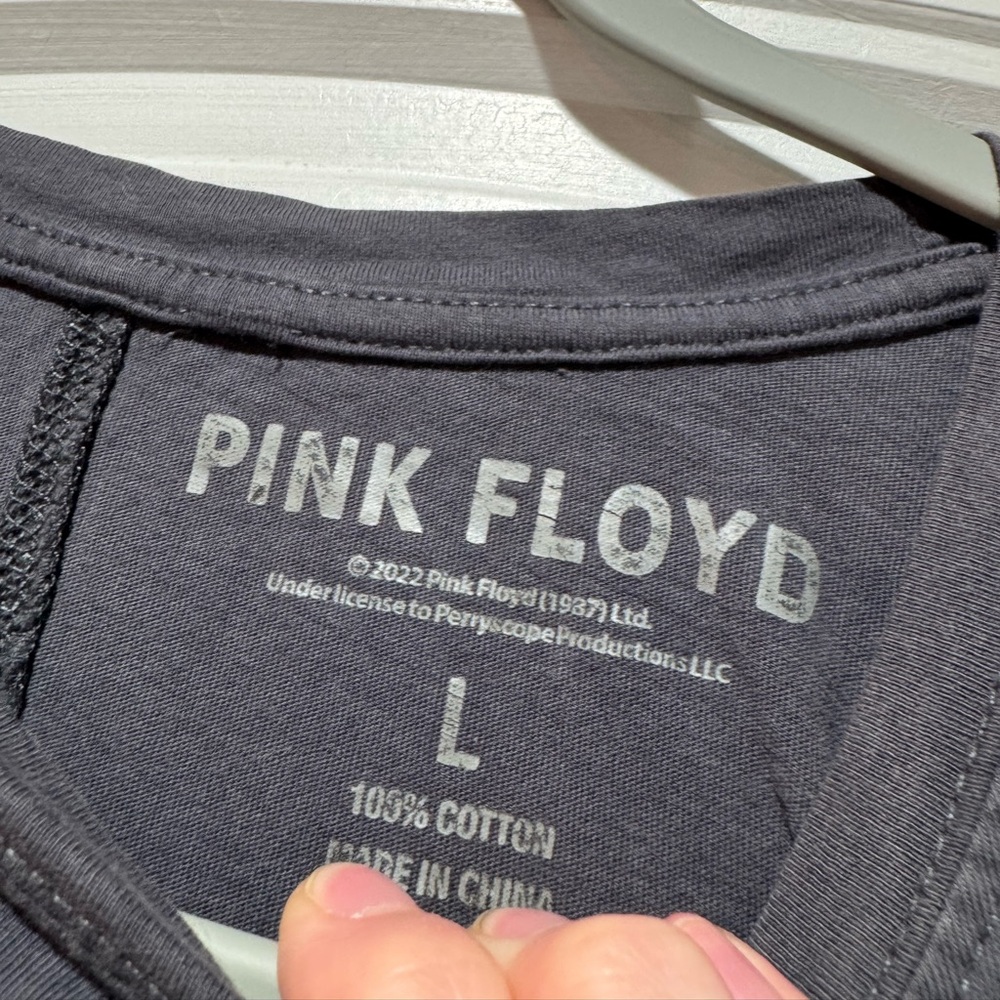 PINK FLOYD
©2022 Pink Floyd (1987) Ltd.
Under license to Perryscope Productions LLC
L
100% COTTON
MADE IN CHINA